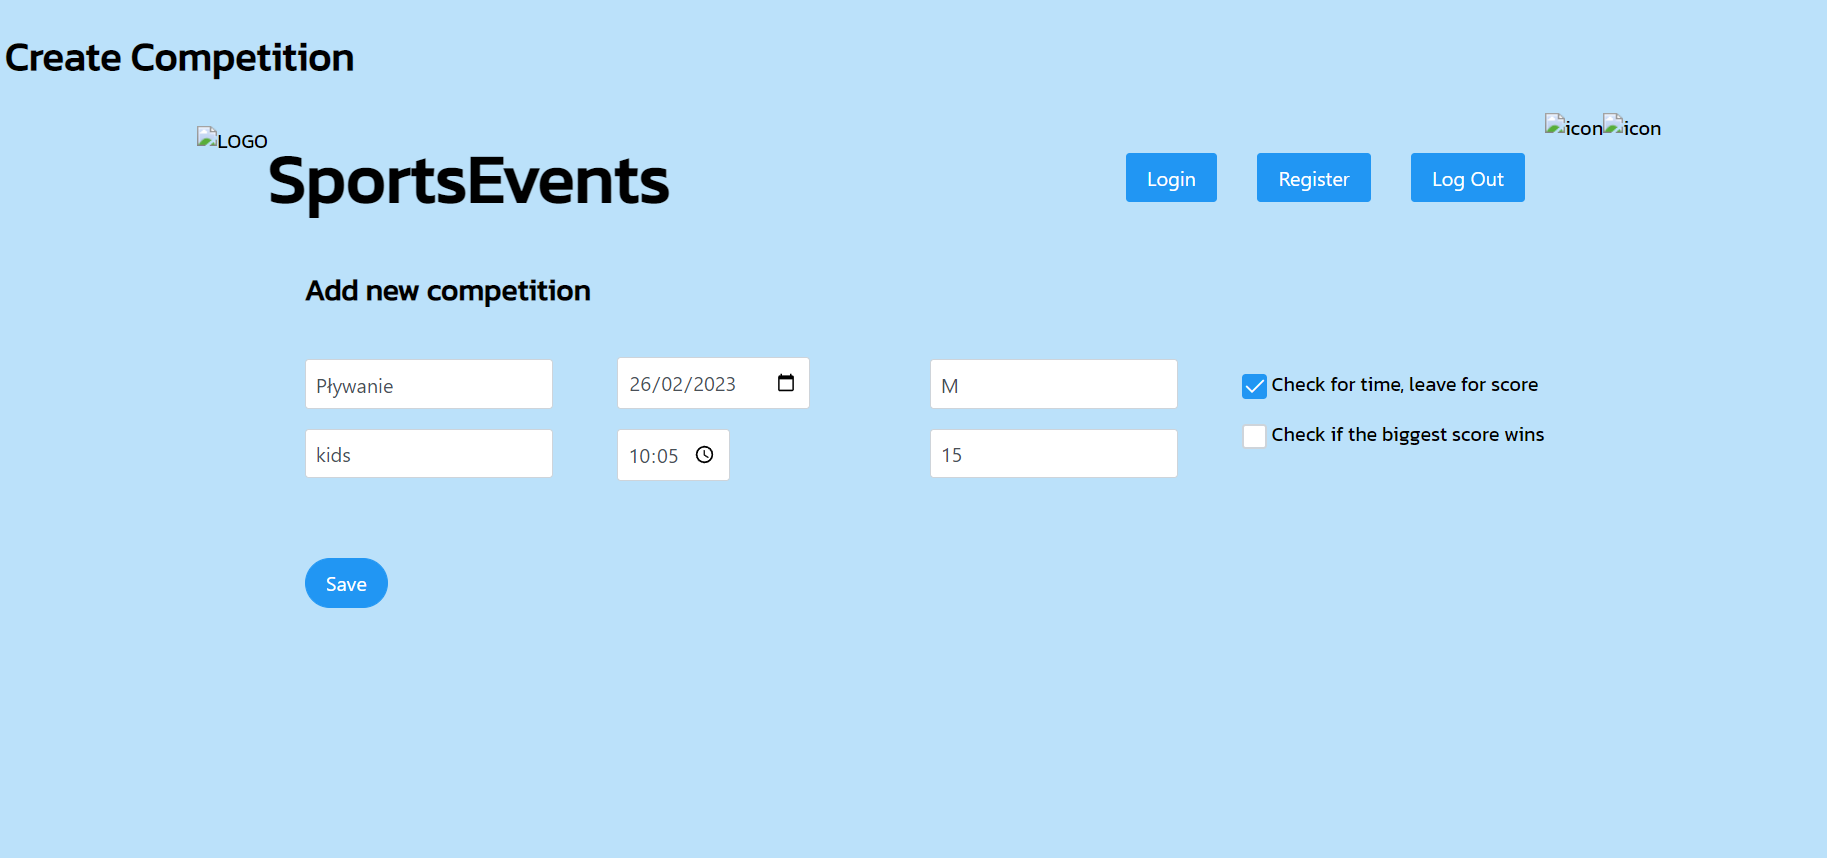 Create Competition
LOGO
SportsEvents
Login
Register
Log Out
icon
icon
Add new competition
Pływanie
26/02/2023
M
Check for time, leave for score
kids
10:05
15
Check if the biggest score wins
Save